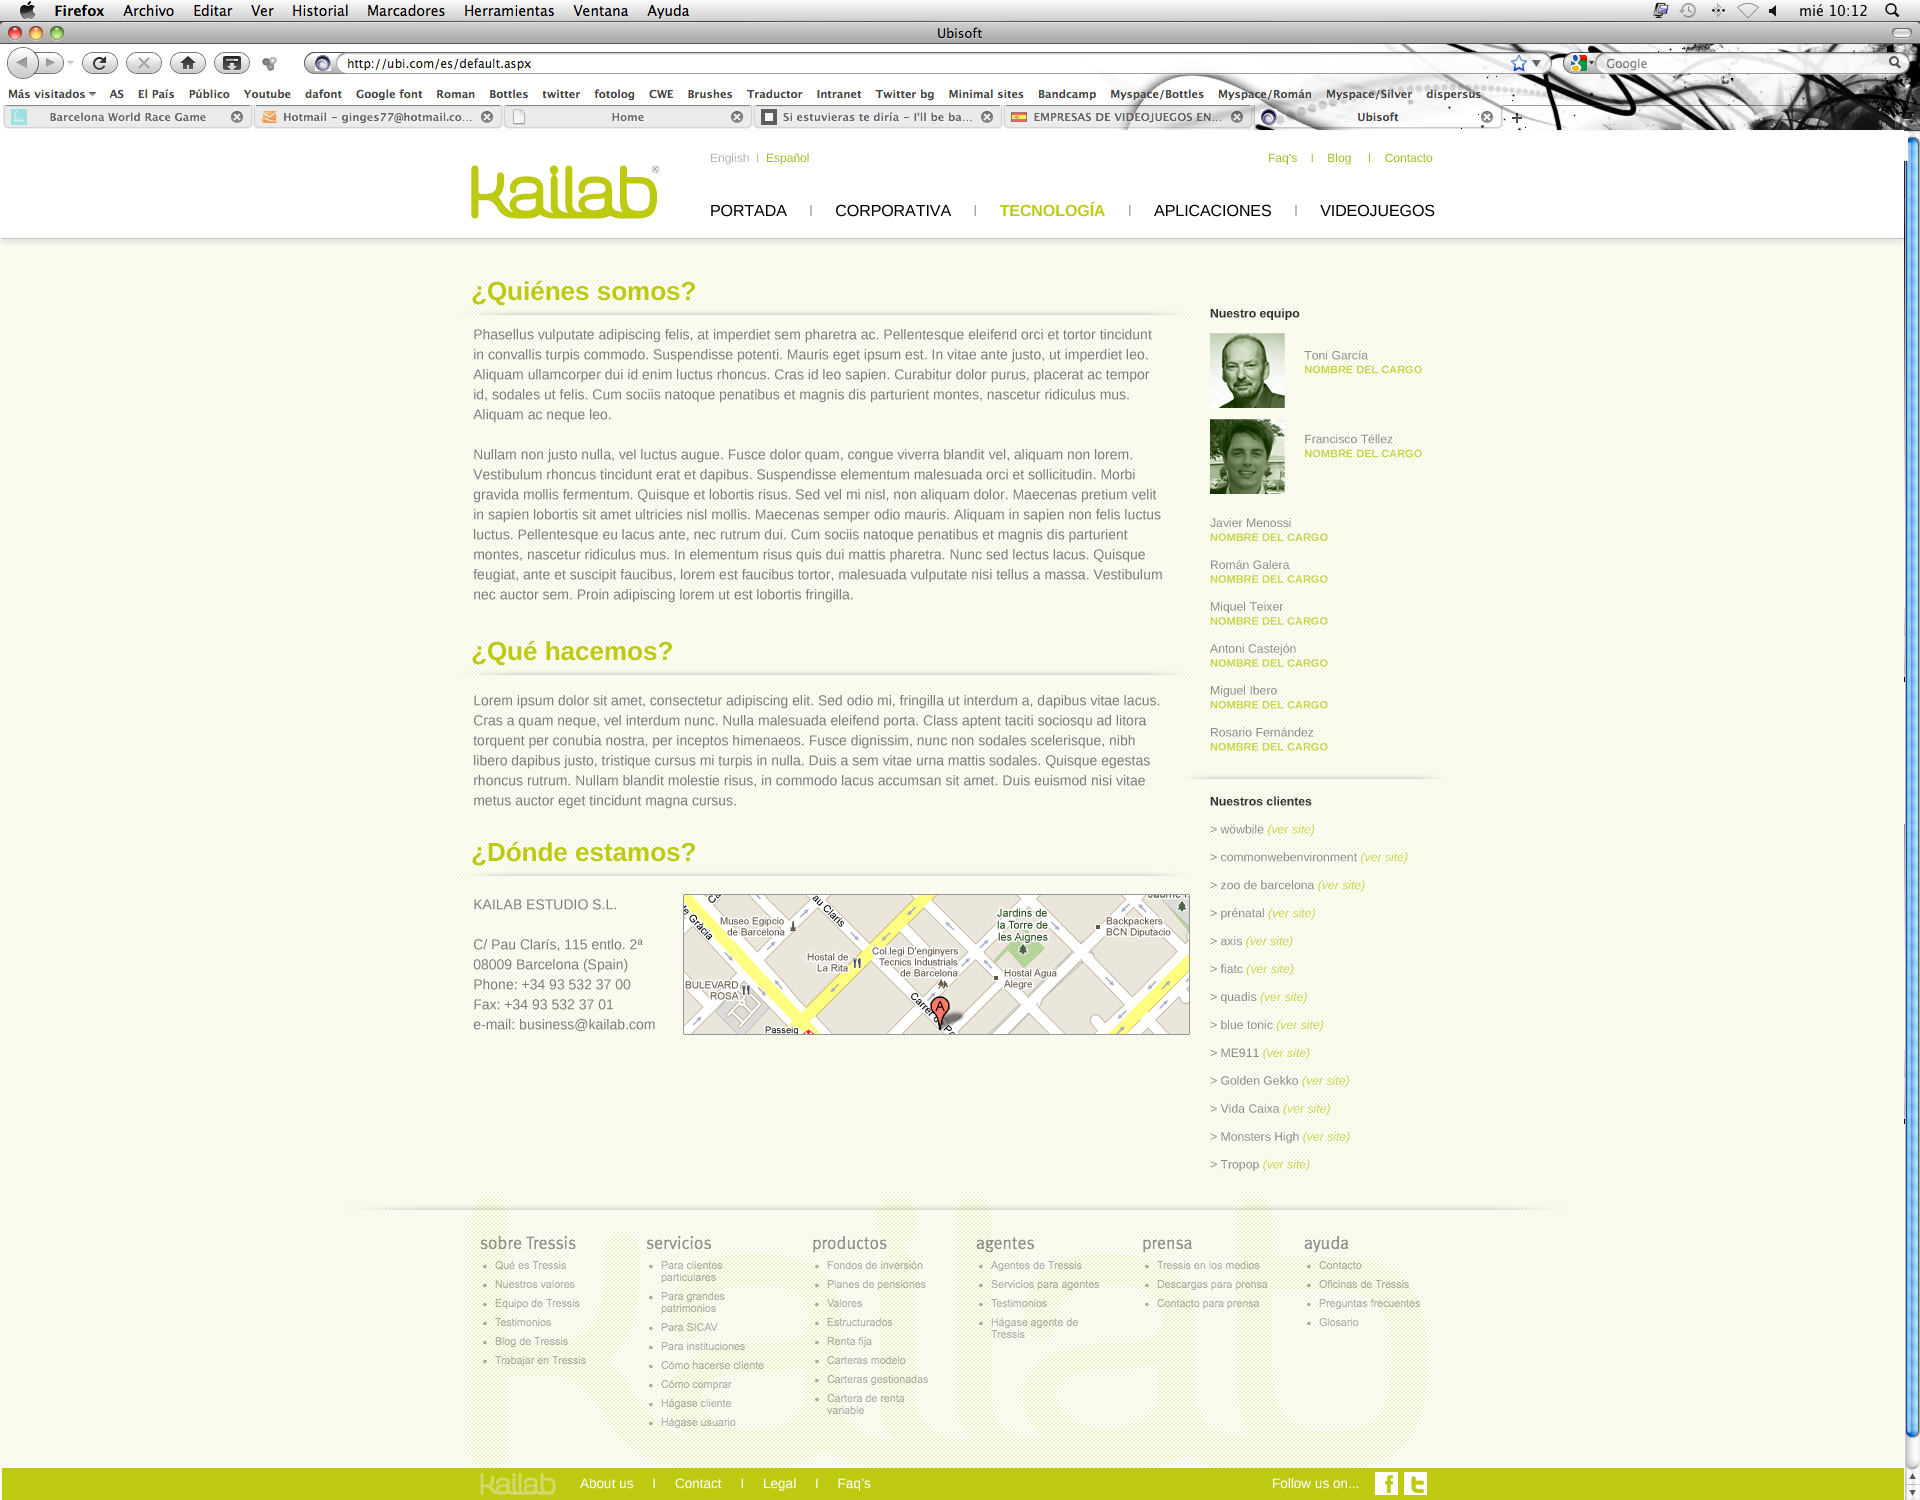 Firefox Archivo Editar Ver Historial Marcadores Herramientas Ventana Ayuda mié 10:12
Ubisoft
http://ubi.com/es/default.aspx Google
Más visitados AS El País Público Youtube dafont Google font Roman Bottles twitter fotolog CWE Brushes Traductor Intranet Twitter bg Minimal sites Bandcamp Myspace/Bottles Myspace/Román Myspace/Silver dispersus
Barcelona World Race Game Hotmail - ginges77@hotmail.co... Home Si estuvieras te diría - I'll be ba... EMPRESAS DE VIDEOJUEGOS EN... Ubisoft
English I Español Faq's I Blog I Contacto
kailab®
PORTADA | CORPORATIVA | TECNOLOGÍA | APLICACIONES | VIDEOJUEGOS
¿Quiénes somos?
Phasellus vulputate adipiscing felis, at imperdiet sem pharetra ac. Pellentesque eleifend orci et tortor tincidunt
in convallis turpis commodo. Suspendisse potenti. Mauris eget ipsum est. In vitae ante justo, ut imperdiet leo.
Aliquam ullamcorper dui id enim luctus rhoncus. Cras id leo sapien. Curabitur dolor purus, placerat ac tempor
id, sodales ut felis. Cum sociis natoque penatibus et magnis dis parturient montes, nascetur ridiculus mus.
Aliquam ac neque leo.
Nullam non justo nulla, vel luctus augue. Fusce dolor quam, congue viverra blandit vel, aliquam non lorem.
Vestibulum rhoncus tincidunt erat et dapibus. Suspendisse elementum malesuada orci et sollicitudin. Morbi
gravida mollis fermentum. Quisque et lobortis risus. Sed vel mi nisl, non aliquam dolor. Maecenas pretium velit
in sapien lobortis sit amet ultricies nisl mollis. Maecenas semper odio mauris. Aliquam in sapien non felis luctus
luctus. Pellentesque eu lacus ante, nec rutrum dui. Cum sociis natoque penatibus et magnis dis parturient
montes, nascetur ridiculus mus. In elementum risus quis dui mattis pharetra. Nunc sed lectus lacus. Quisque
feugiat, ante et suscipit faucibus, lorem est faucibus tortor, malesuada vulputate nisi tellus a massa. Vestibulum
nec auctor sem. Proin adipiscing lorem ut est lobortis fringilla.
¿Qué hacemos?
Lorem ipsum dolor sit amet, consectetur adipiscing elit. Sed odio mi, fringilla ut interdum a, dapibus vitae lacus.
Cras a quam neque, vel interdum nunc. Nulla malesuada eleifend porta. Class aptent taciti sociosqu ad litora
torquent per conubia nostra, per inceptos himenaeos. Fusce dignissim, nunc non sodales scelerisque, nibh
libero dapibus justo, tristique cursus mi turpis in nulla. Duis a sem vitae urna mattis sodales. Quisque egestas
rhoncus rutrum. Nullam blandit molestie risus, in commodo lacus accumsan sit amet. Duis euismod nisi vitae
metus auctor eget tincidunt magna cursus.
¿Dónde estamos?
KAILAB ESTUDIO S.L.
C/ Pau Clarís, 115 entlo. 2ª
08009 Barcelona (Spain)
Phone: +34 93 532 37 00
Fax: +34 93 532 37 01
e-mail: business@kailab.com
de Gràcia
Museo Egipcio
de Barcelona
au Claris
Jardins de
la Torre de
les Aignes
Backpackers
BCN Diputacio
Hostal de
La Rita
Col.legi D'enginyers
Tecnics Industrials
de Barcelona
Hostal Agua
Alegre
BULEVARD
ROSA
A
Passeig
Nuestro equipo
Toni García
NOMBRE DEL CARGO
Francisco Téllez
NOMBRE DEL CARGO
Javier Menossi
NOMBRE DEL CARGO
Román Galera
NOMBRE DEL CARGO
Miquel Teixer
NOMBRE DEL CARGO
Antoni Castejón
NOMBRE DEL CARGO
Miguel Ibero
NOMBRE DEL CARGO
Rosario Fernández
NOMBRE DEL CARGO
Nuestros clientes
> wöwbile (ver site)
> commonwebenvironment (ver site)
> zoo de barcelona (ver site)
> prénatal (ver site)
> axis (ver site)
> fiatc (ver site)
> quadis (ver site)
> blue tonic (ver site)
> ME911 (ver site)
> Golden Gekko (ver site)
> Vida Caixa (ver site)
> Monsters High (ver site)
> Tropop (ver site)
kailab
sobre Tressis
• Qué es Tressis
• Nuestros valores
• Equipo de Tressis
• Testimonios
• Blog de Tressis
• Trabajar en Tressis
servicios
• Para clientes
particulares
• Para grandes
patrimonios
• Para SICAV
• Para instituciones
• Cómo hacerse cliente
• Cómo comprar
• Hágase cliente
• Hágase usuario
productos
• Fondos de inversión
• Planes de pensiones
• Valores
• Estructurados
• Renta fija
• Carteras modelo
• Carteras gestionadas
• Cartera de renta
variable
agentes
• Agentes de Tressis
• Servicios para agentes
• Testimonios
• Hágase agente de
Tressis
prensa
• Tressis en los medios
• Descargas para prensa
• Contacto para prensa
ayuda
• Contacto
• Oficinas de Tressis
• Preguntas frecuentes
• Glosario
kailab About us I Contact I Legal I Faq's Follow us on... f t